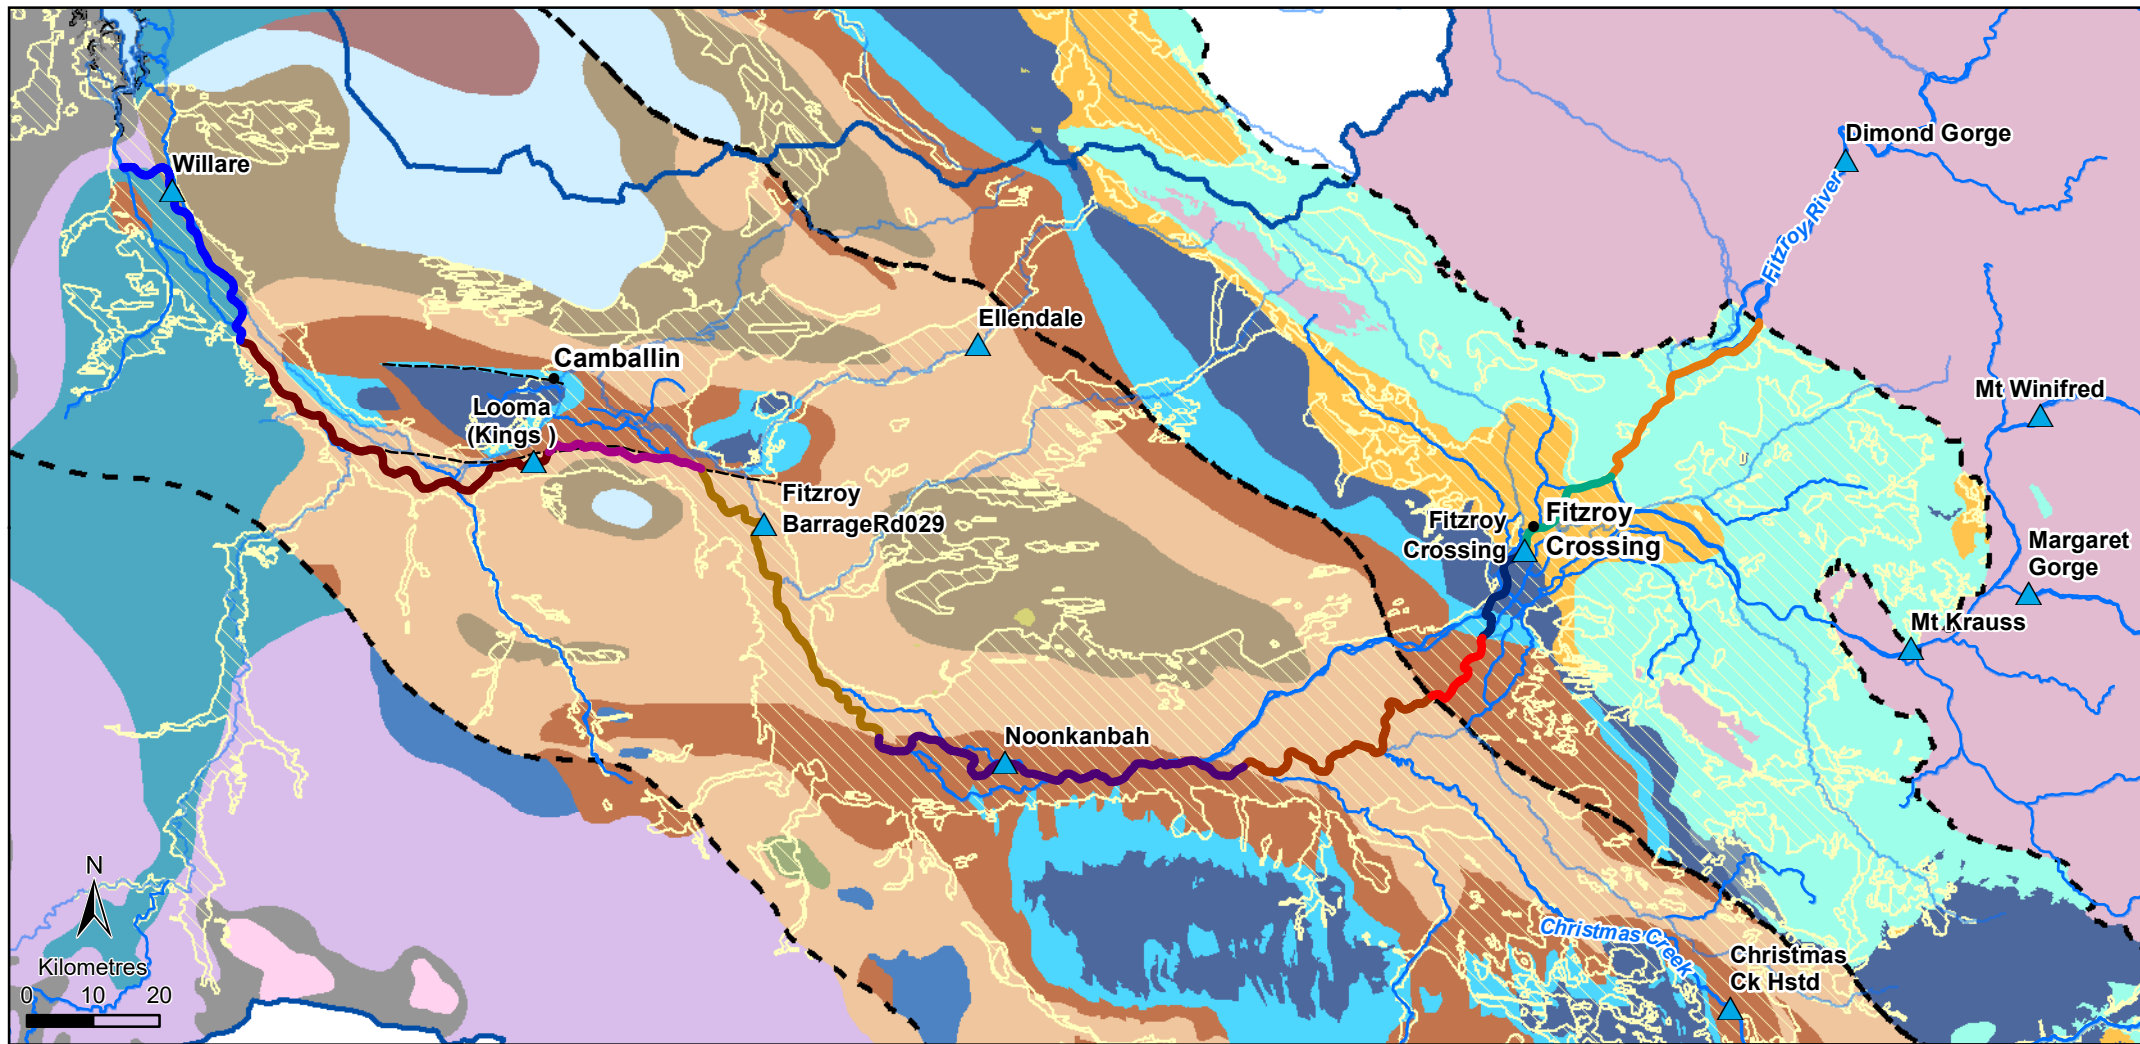 Dimond Gorge
Willare
Fitzroy River
Ellendale
Camballin
Mt Winifred
Looma
(Kings )
Fitzroy
BarrageRd029
Fitzroy
Crossing
Fitzroy
Crossing
Margaret
Gorge
Mt Krauss
Noonkanbah
N
Christmas Creek
Christmas
Ck Hstd
Kilometres
0 10 20